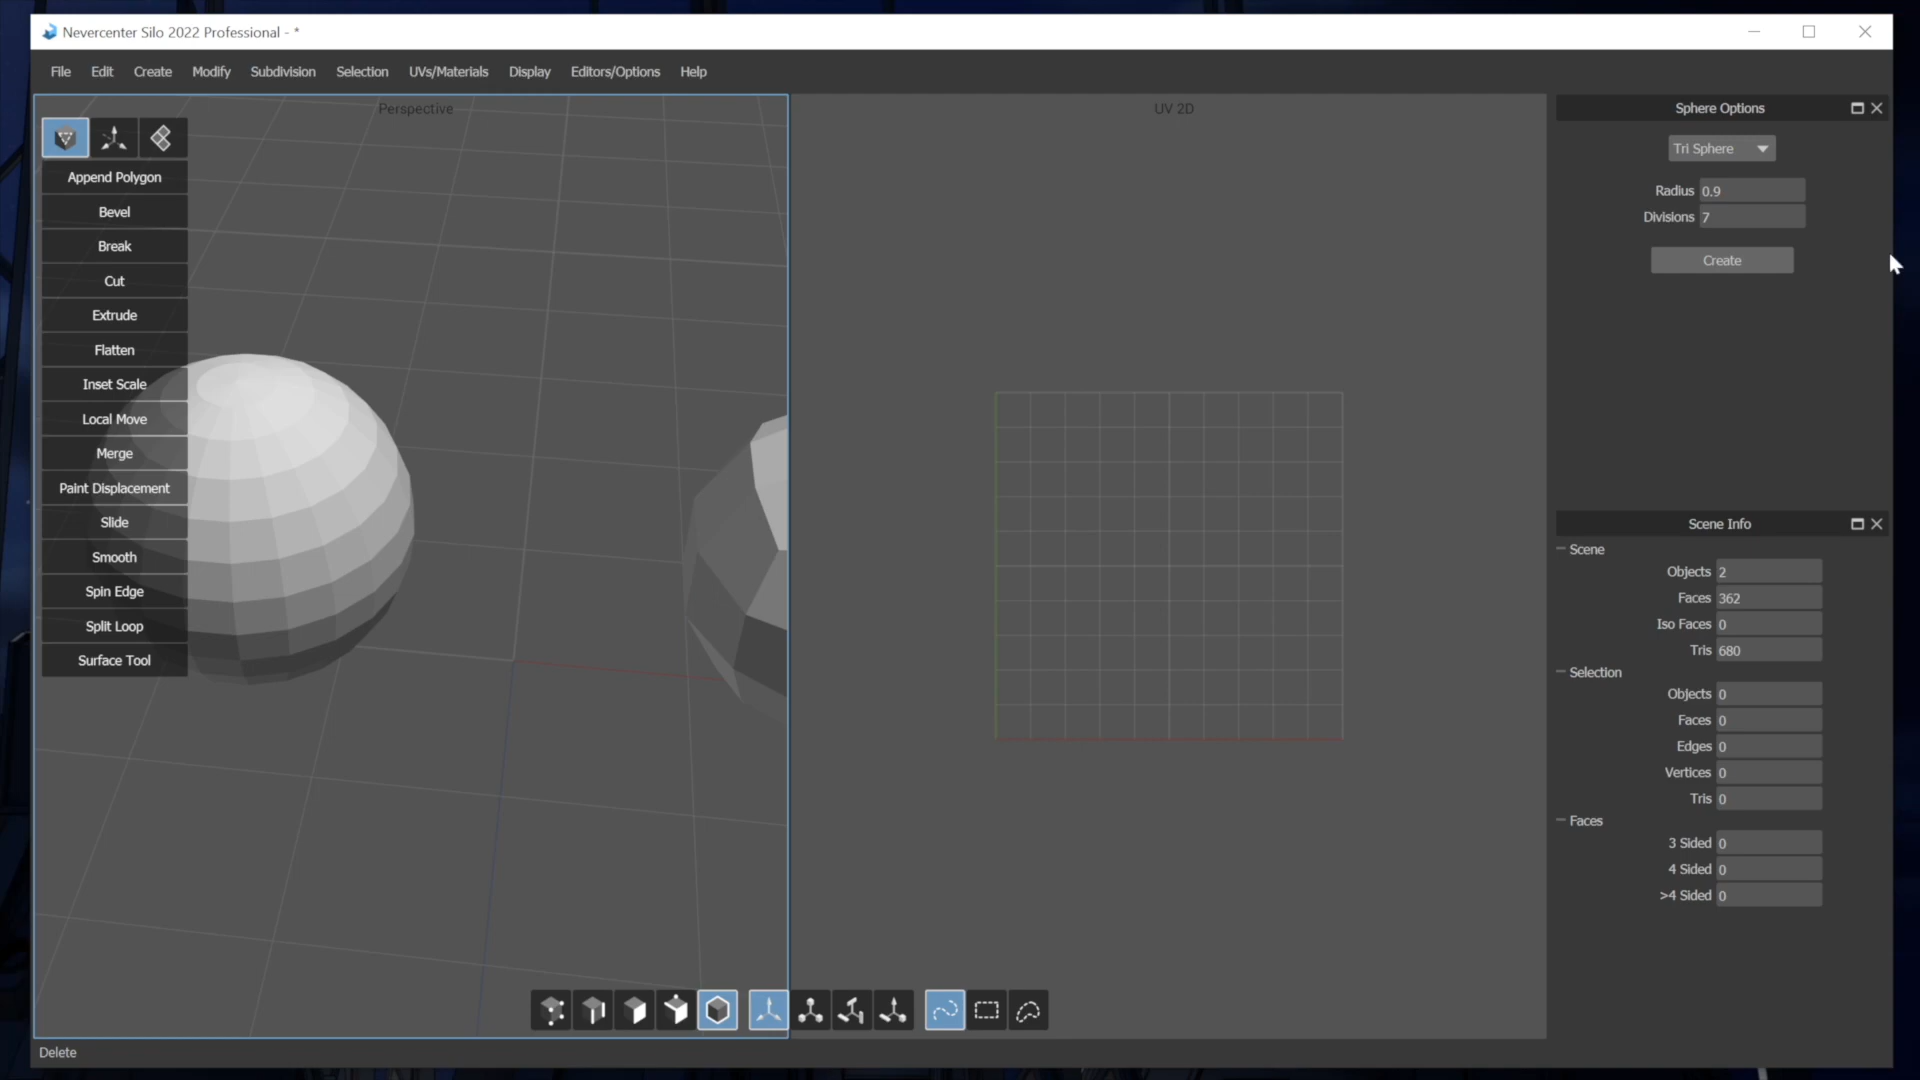 Nevercenter Silo 2022 Professional - *
File Edit Create Modify Subdivision Selection UVs/Materials Display Editors/Options Help
Perspective
UV 2D
Append Polygon
Bevel
Break
Cut
Extrude
Flatten
Inset Scale
Local Move
Merge
Paint Displacement
Slide
Smooth
Spin Edge
Split Loop
Surface Tool
Sphere Options
Tri Sphere
Radius 0.9
Divisions 7
Create
Scene Info
Scene
Objects 2
Faces 362
Iso Faces 0
Tris 680
Selection
Objects 0
Faces 0
Edges 0
Vertices 0
Tris 0
Faces
3 Sided 0
4 Sided 0
>4 Sided 0
Delete